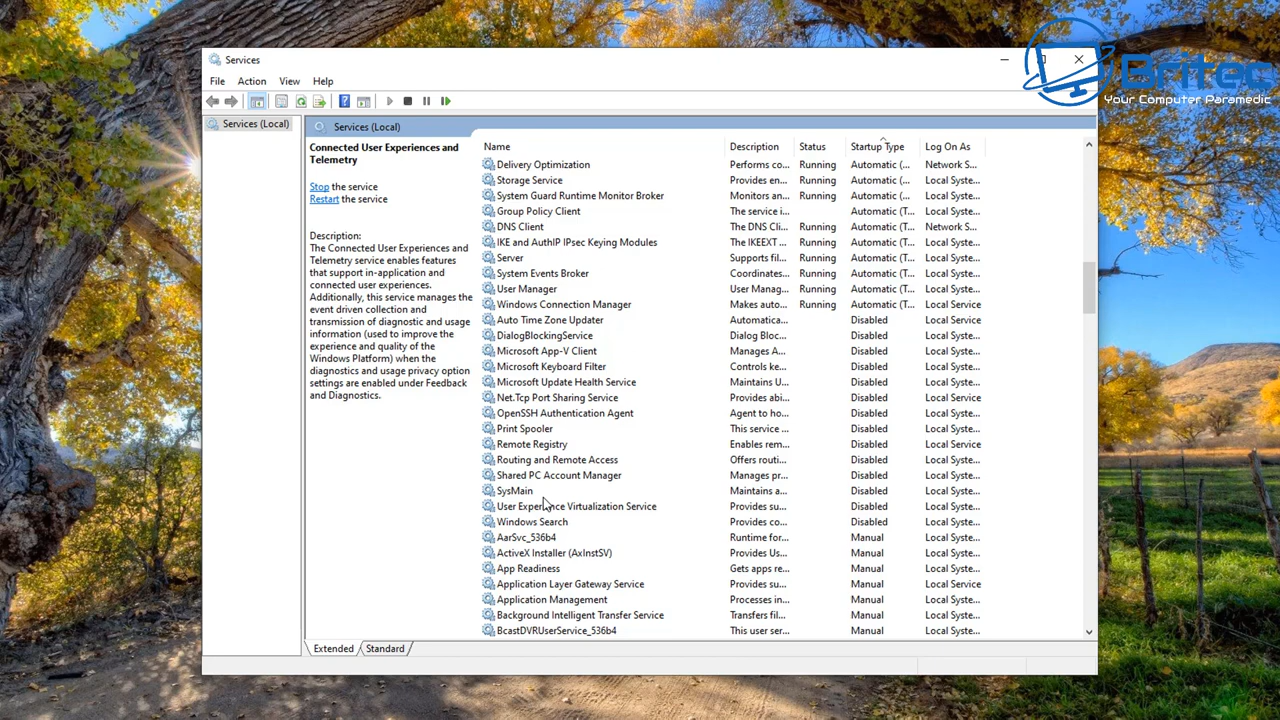 Services
Britec
Your Computer Paramedic
File Action View Help
Services (Local)
Services (Local)
Connected User Experiences and
Telemetry
Stop the service
Restart the service
Description:
The Connected User Experiences and
Telemetry service enables features
that support in-application and
connected user experiences.
Additionally, this service manages the
event driven collection and
transmission of diagnostic and usage
information (used to improve the
experience and quality of the
Windows Platform) when the
diagnostics and usage privacy option
settings are enabled under Feedback
and Diagnostics.
Name Description Status Startup Type Log On As
Delivery Optimization Performs co... Running Automatic (... Network S...
Storage Service Provides en... Running Automatic (... Local Syste...
System Guard Runtime Monitor Broker Monitors an... Running Automatic (... Local Syste...
Group Policy Client The service i... Automatic (T... Local Syste...
DNS Client The DNS Cli... Running Automatic (T... Network S...
IKE and AuthIP IPsec Keying Modules The IKEEXT ... Running Automatic (T... Local Syste...
Server Supports fil... Running Automatic (T... Local Syste...
System Events Broker Coordinates... Running Automatic (T... Local Syste...
User Manager User Manag... Running Automatic (T... Local Syste...
Windows Connection Manager Makes auto... Running Automatic (T... Local Service
Auto Time Zone Updater Automatica... Disabled Local Service
DialogBlockingService Dialog Bloc... Disabled Local Syste...
Microsoft App-V Client Manages A... Disabled Local Syste...
Microsoft Keyboard Filter Controls ke... Disabled Local Syste...
Microsoft Update Health Service Maintains U... Disabled Local Syste...
Net.Tcp Port Sharing Service Provides abi... Disabled Local Service
OpenSSH Authentication Agent Agent to ho... Disabled Local Syste...
Print Spooler This service ... Disabled Local Syste...
Remote Registry Enables rem... Disabled Local Service
Routing and Remote Access Offers routi... Disabled Local Syste...
Shared PC Account Manager Manages pr... Disabled Local Syste...
SysMain Maintains a... Disabled Local Syste...
User Experience Virtualization Service Provides su... Disabled Local Syste...
Windows Search Provides co... Disabled Local Syste...
AarSvc_536b4 Runtime for... Manual Local Syste...
ActiveX Installer (AxInstSV) Provides Us... Manual Local Syste...
App Readiness Gets apps re... Manual Local Syste...
Application Layer Gateway Service Provides su... Manual Local Service
Application Management Processes in... Manual Local Syste...
Background Intelligent Transfer Service Transfers fil... Manual Local Syste...
BcastDVRUserService_536b4 This user ser... Manual Local Syste...
Extended Standard